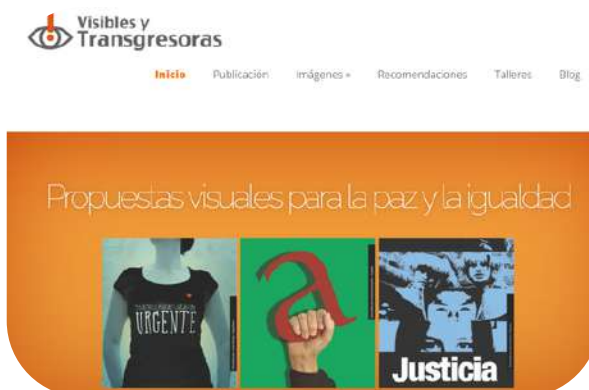 Visibles y
Transgresoras
Inicio Publicación Imágenes » Recomendaciones Talleres Blog
Propuestas visuales para la paz y la igualdad
URGENTE
a
Justicia